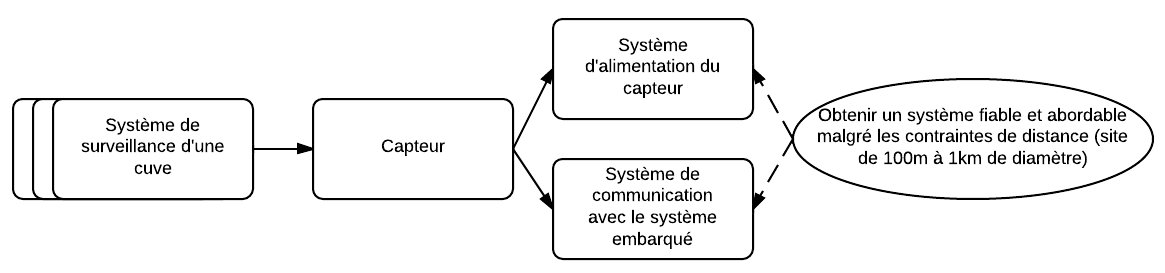 Système de
surveillance d'une
cuve
Capteur
Système
d'alimentation du
capteur
Système de
communication
avec le système
embarqué
Obtenir un système fiable et abordable
malgré les contraintes de distance (site
de 100m à 1km de diamètre)